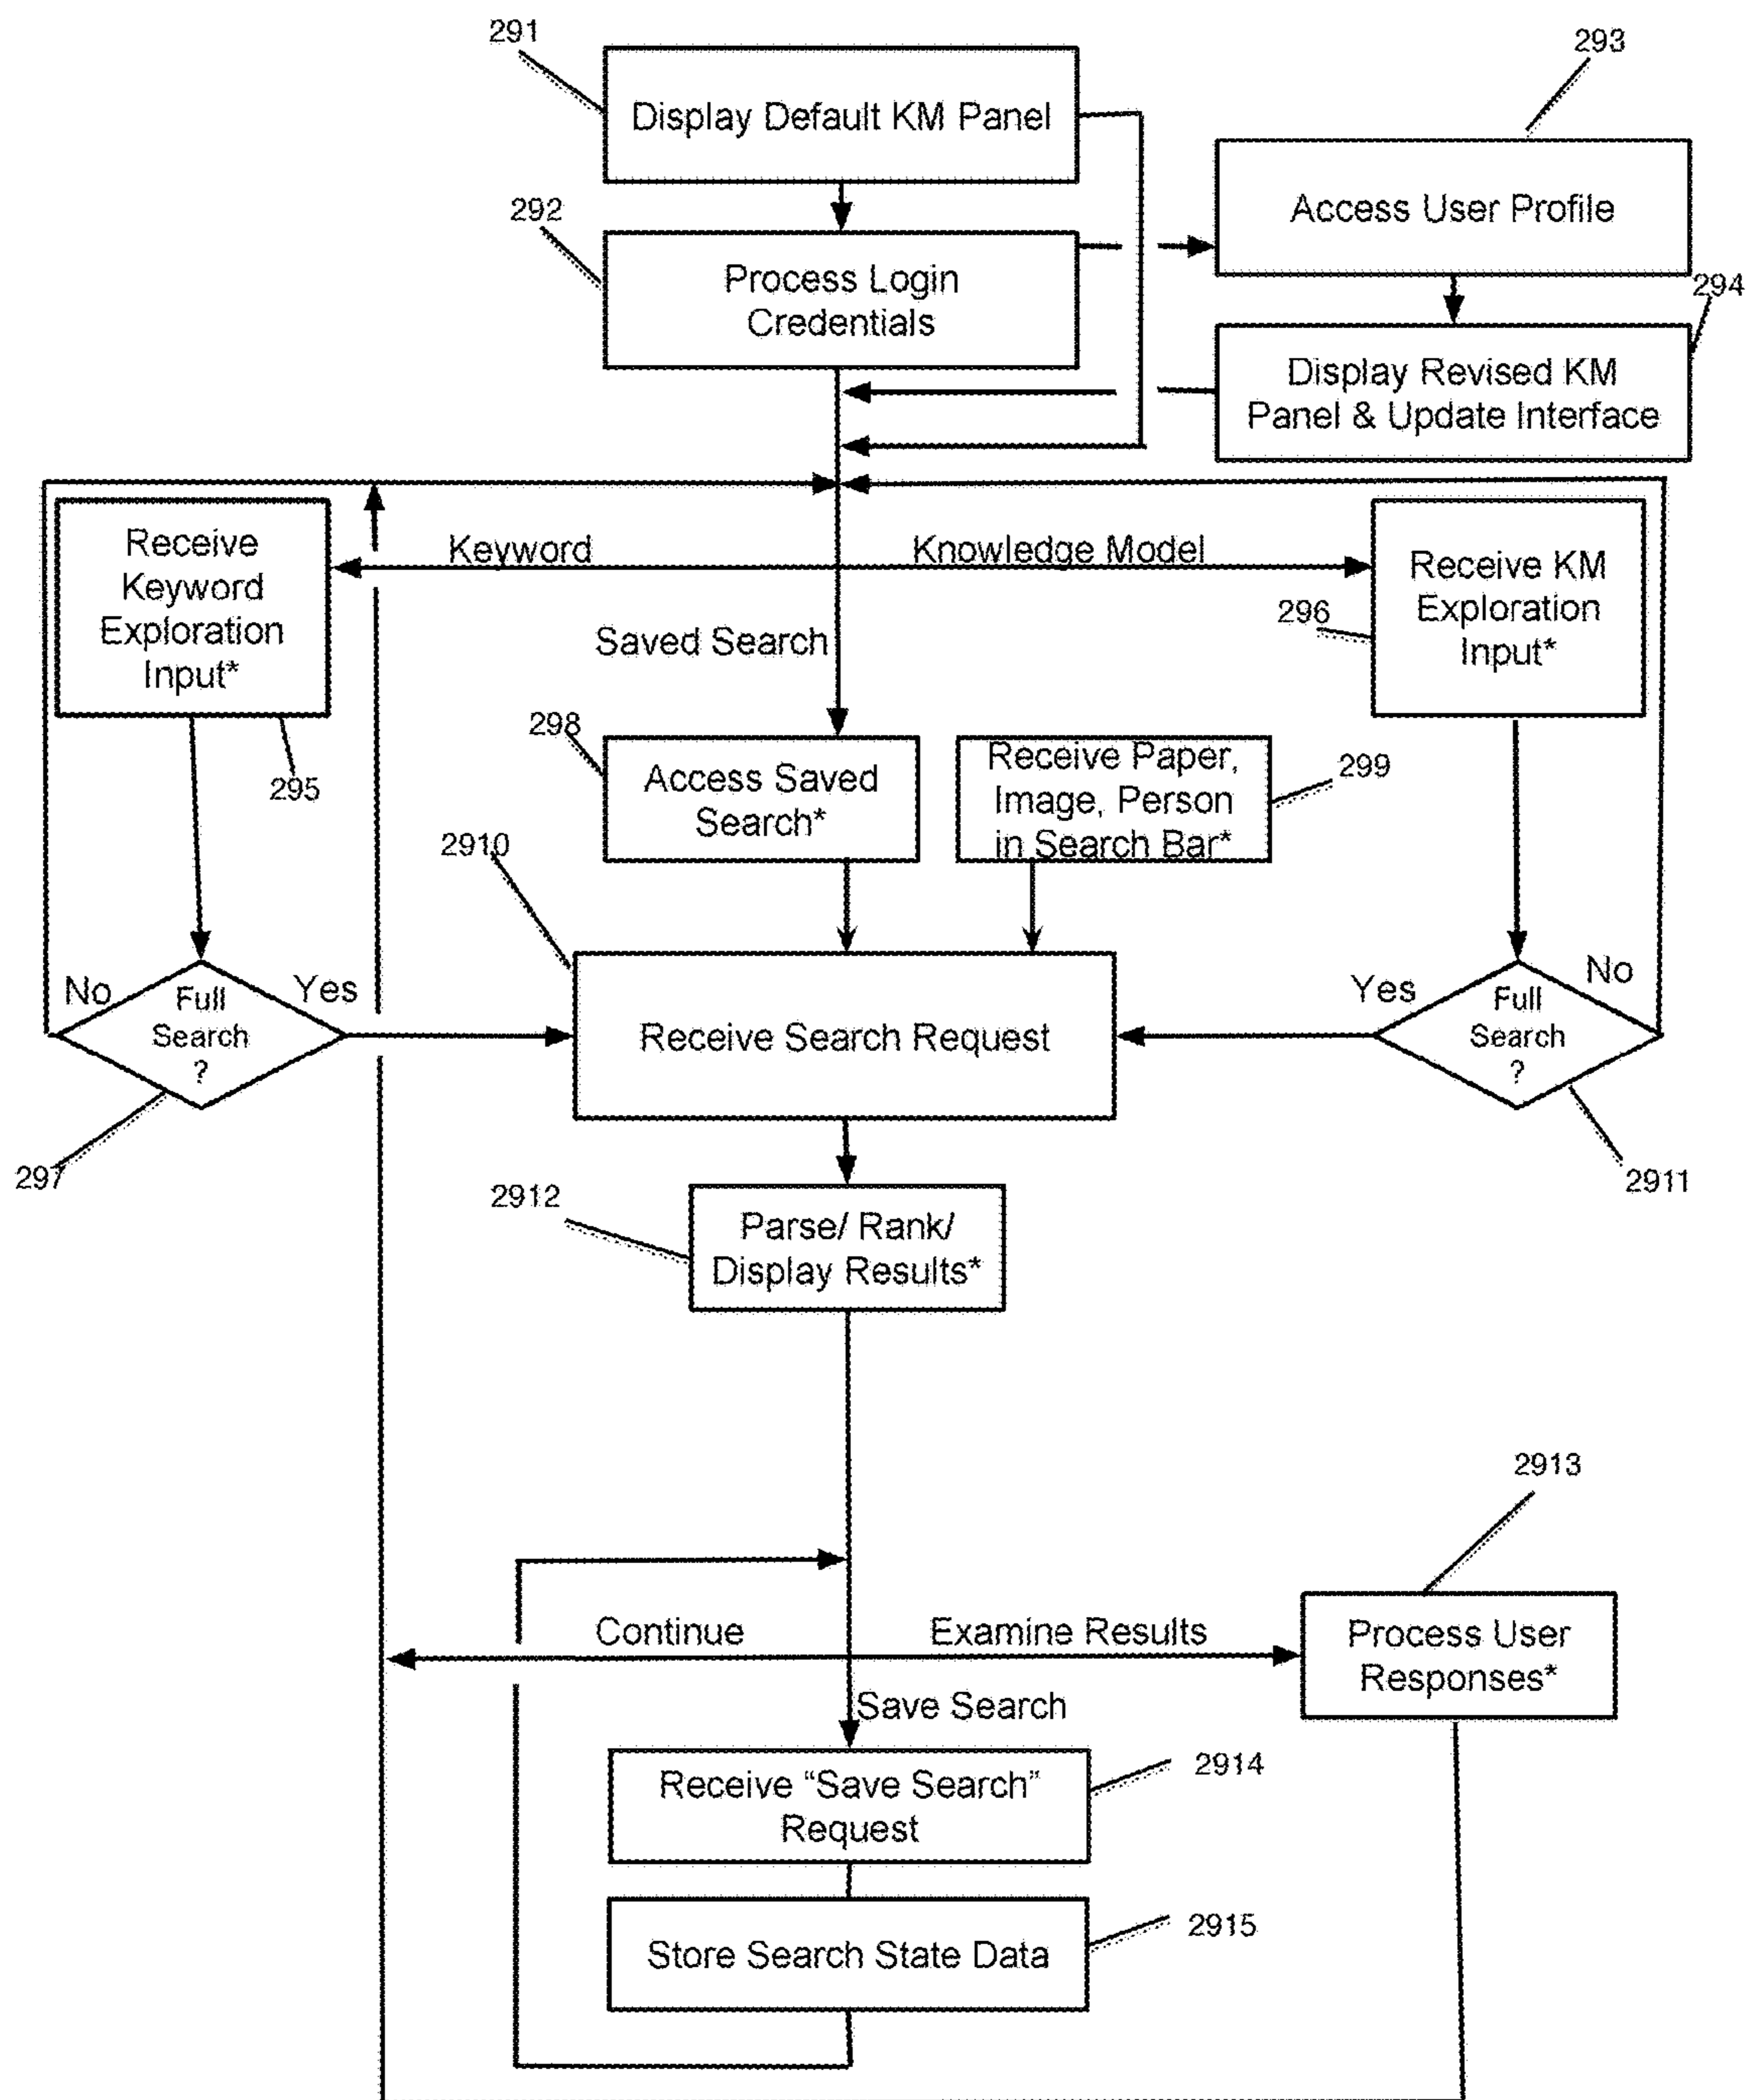 291
Display Default KM Panel
293
Access User Profile
292
Process Login
Credentials
294
Display Revised KM
Panel & Update Interface
Receive
Keyword
Exploration
Input*
295
Keyword
Knowledge Model
Receive KM
Exploration
Input*
296
Saved Search
298
Access Saved
Search*
Receive Paper,
Image, Person
in Search Bar*
299
2910
No
Full
Search
?
Yes
297
Receive Search Request
Yes
Full
Search
?
No
2911
2912
Parse/ Rank/
Display Results*
2913
Continue
Examine Results
Process User
Responses*
Save Search
Receive “Save Search”
Request
2914
Store Search State Data
2915